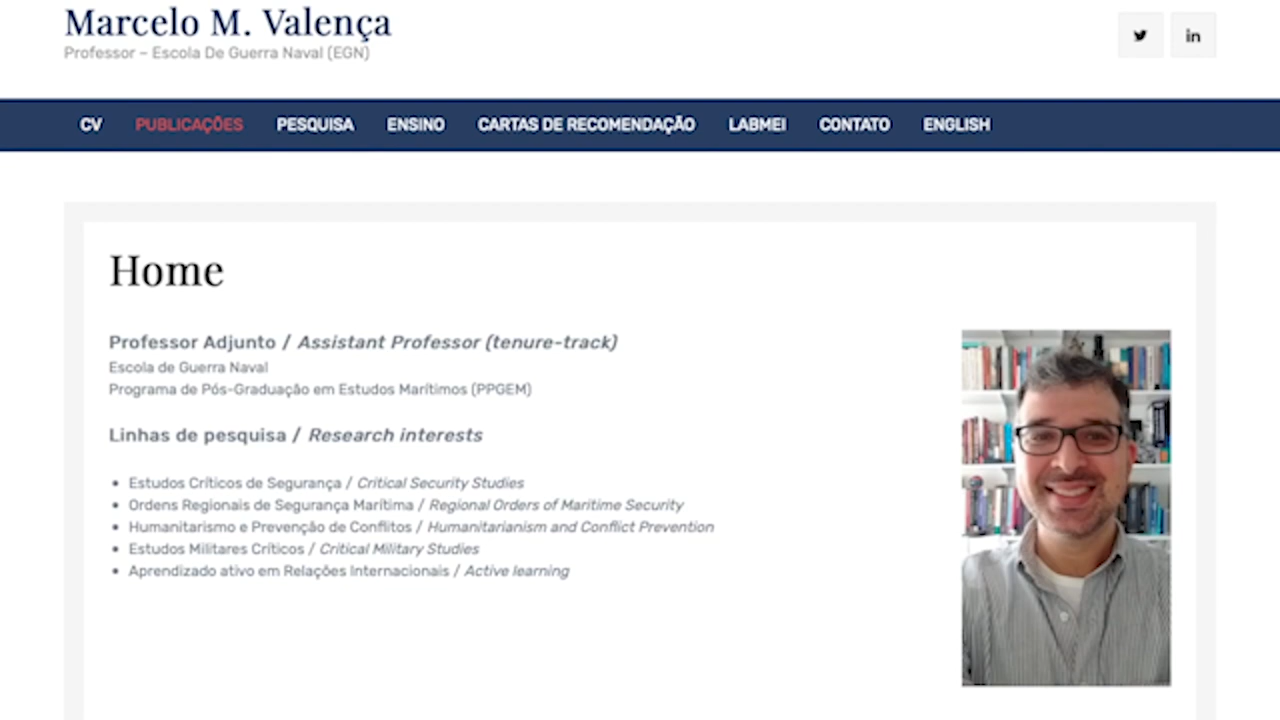 Marcelo M. Valença
Professor – Escola De Guerra Naval (EGN)
CV PUBLICAÇÕES PESQUISA ENSINO CARTAS DE RECOMENDAÇÃO LABMEI CONTATO ENGLISH
Home
Professor Adjunto / Assistant Professor (tenure-track)
Escola de Guerra Naval
Programa de Pós-Graduação em Estudos Marítimos (PPGEM)
Linhas de pesquisa / Research interests
Estudos Críticos de Segurança / Critical Security Studies
Ordens Regionais de Segurança Marítima / Regional Orders of Maritime Security
Humanitarismo e Prevenção de Conflitos / Humanitarianism and Conflict Prevention
Estudos Militares Críticos / Critical Military Studies
Aprendizado ativo em Relações Internacionais / Active learning